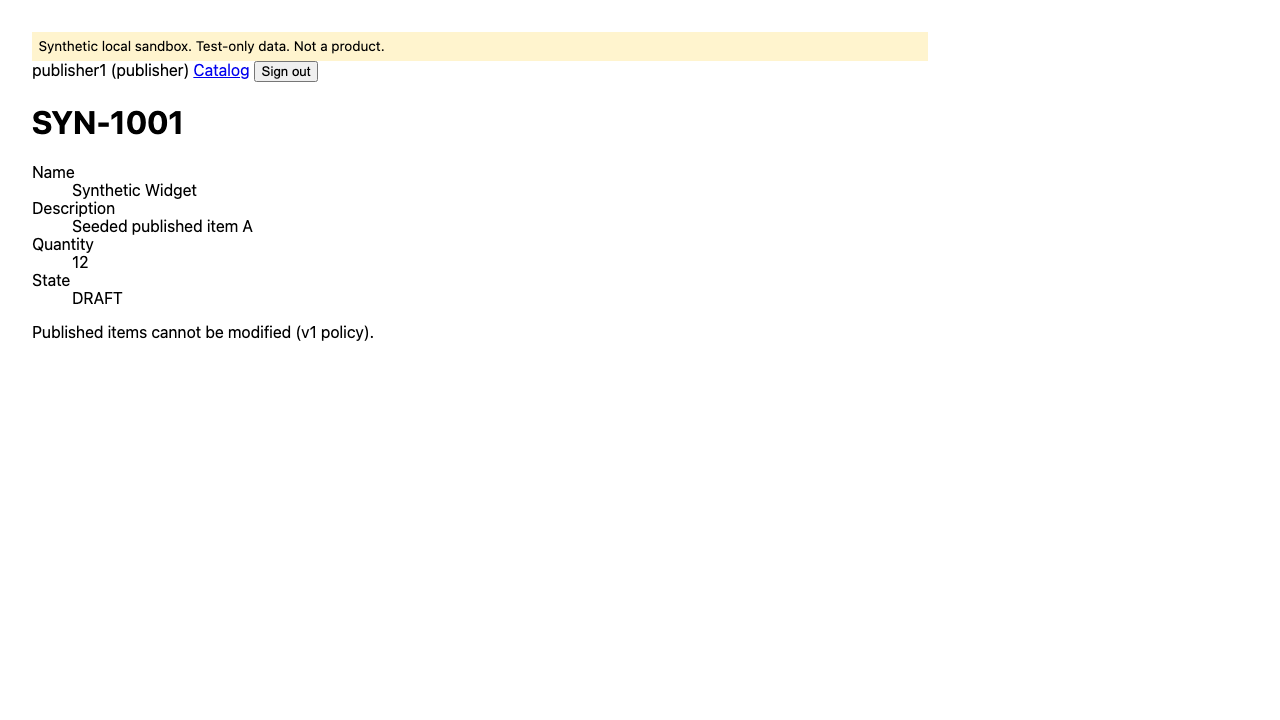 Synthetic local sandbox. Test-only data. Not a product.
publisher1 (publisher) Catalog Sign out
SYN-1001
Name
Synthetic Widget
Description
Seeded published item A
Quantity
12
State
DRAFT
Published items cannot be modified (v1 policy).